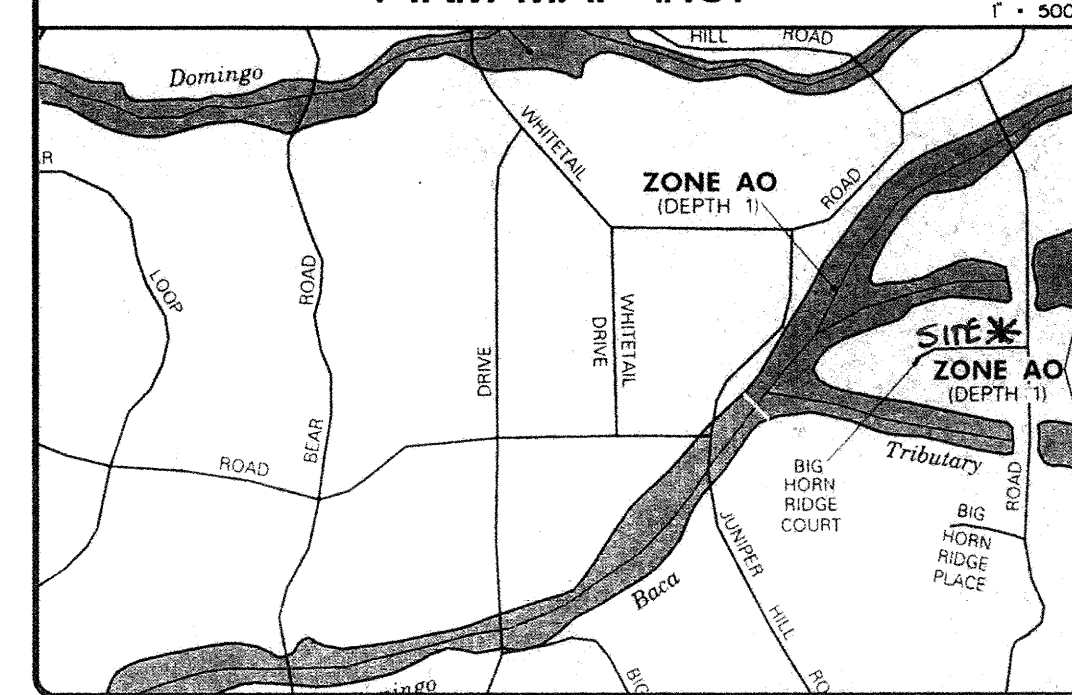 1" · 500
HILL ROAD
Domingo
WHITETAIL
ZONE AO
(DEPTH 1)
ROAD
LOOP
ROAD
DRIVE
WHITETAIL
DRIVE
SITE
ZONE AO
(DEPTH 1)
BEAR
ROAD
Tributary
BIG
HORN
RIDGE
COURT
ROAD
BIG
HORN
RIDGE
PLACE
JUNIPER
HILL
Baca
BIG